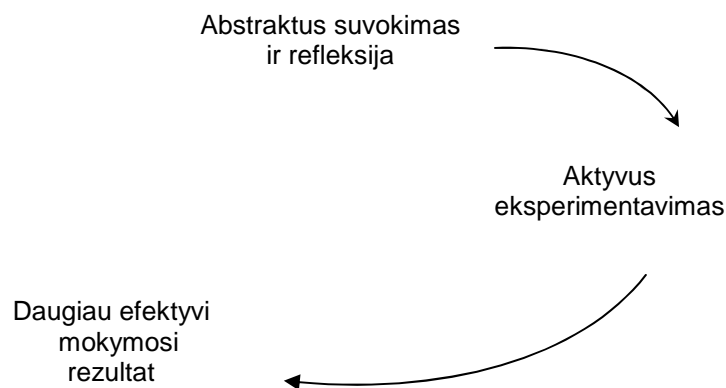 Abstraktus suvokimas
ir refleksija
Aktyvus
eksperimentavimas
Daugiau efektyvi
mokymosi
rezultat